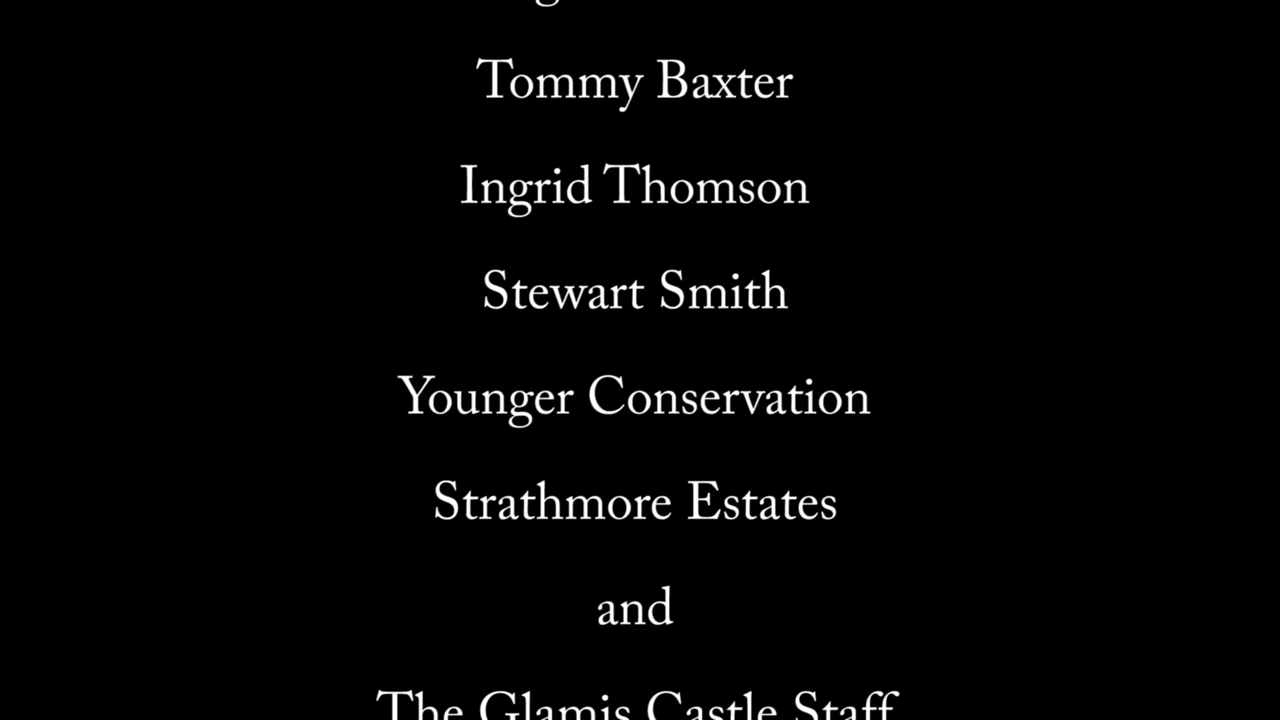 Tommy Baxter
Ingrid Thomson
Stewart Smith
Younger Conservation
Strathmore Estates
and
The Glamis Castle Staff